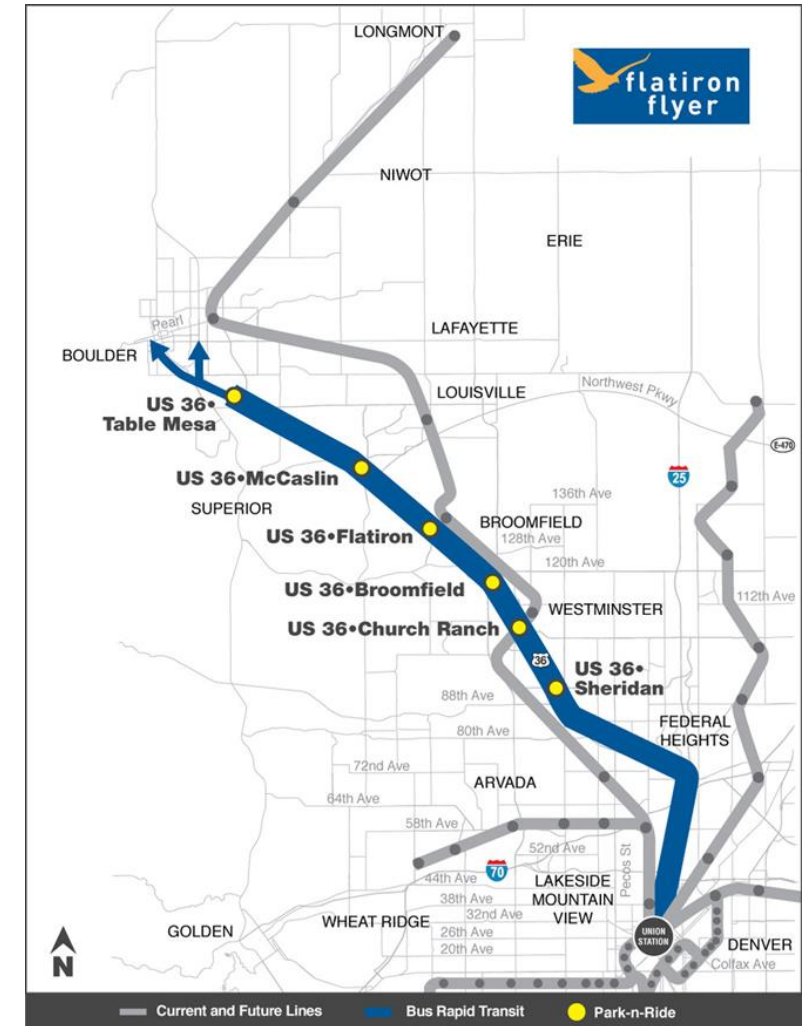 LONGMONT
flatiron
flyer
NIWOT
ERIE
Pearl
LAFAYETTE
BOULDER
LOUISVILLE
Northwest Pkwy
US 36•
Table Mesa
E-470
US 36•McCaslin
25
136th Ave
SUPERIOR
BROOMFIELD
US 36•Flatiron
128th Ave
120th Ave
US 36•Broomfield
112th Ave
WESTMINSTER
US 36•Church Ranch
36
US 36•
Sheridan
88th Ave
FEDERAL
HEIGHTS
80th Ave
72nd Ave
ARVADA
64th Ave
58th Ave
52nd Ave
Pecos St
70
44th Ave
LAKESIDE
MOUNTAIN
VIEW
38th Ave
32nd Ave
WHEAT RIDGE
GOLDEN
26th Ave
UNION
STATION
20th Ave
DENVER
Colfax Ave
N
Current and Future Lines
Bus Rapid Transit
Park-n-Ride